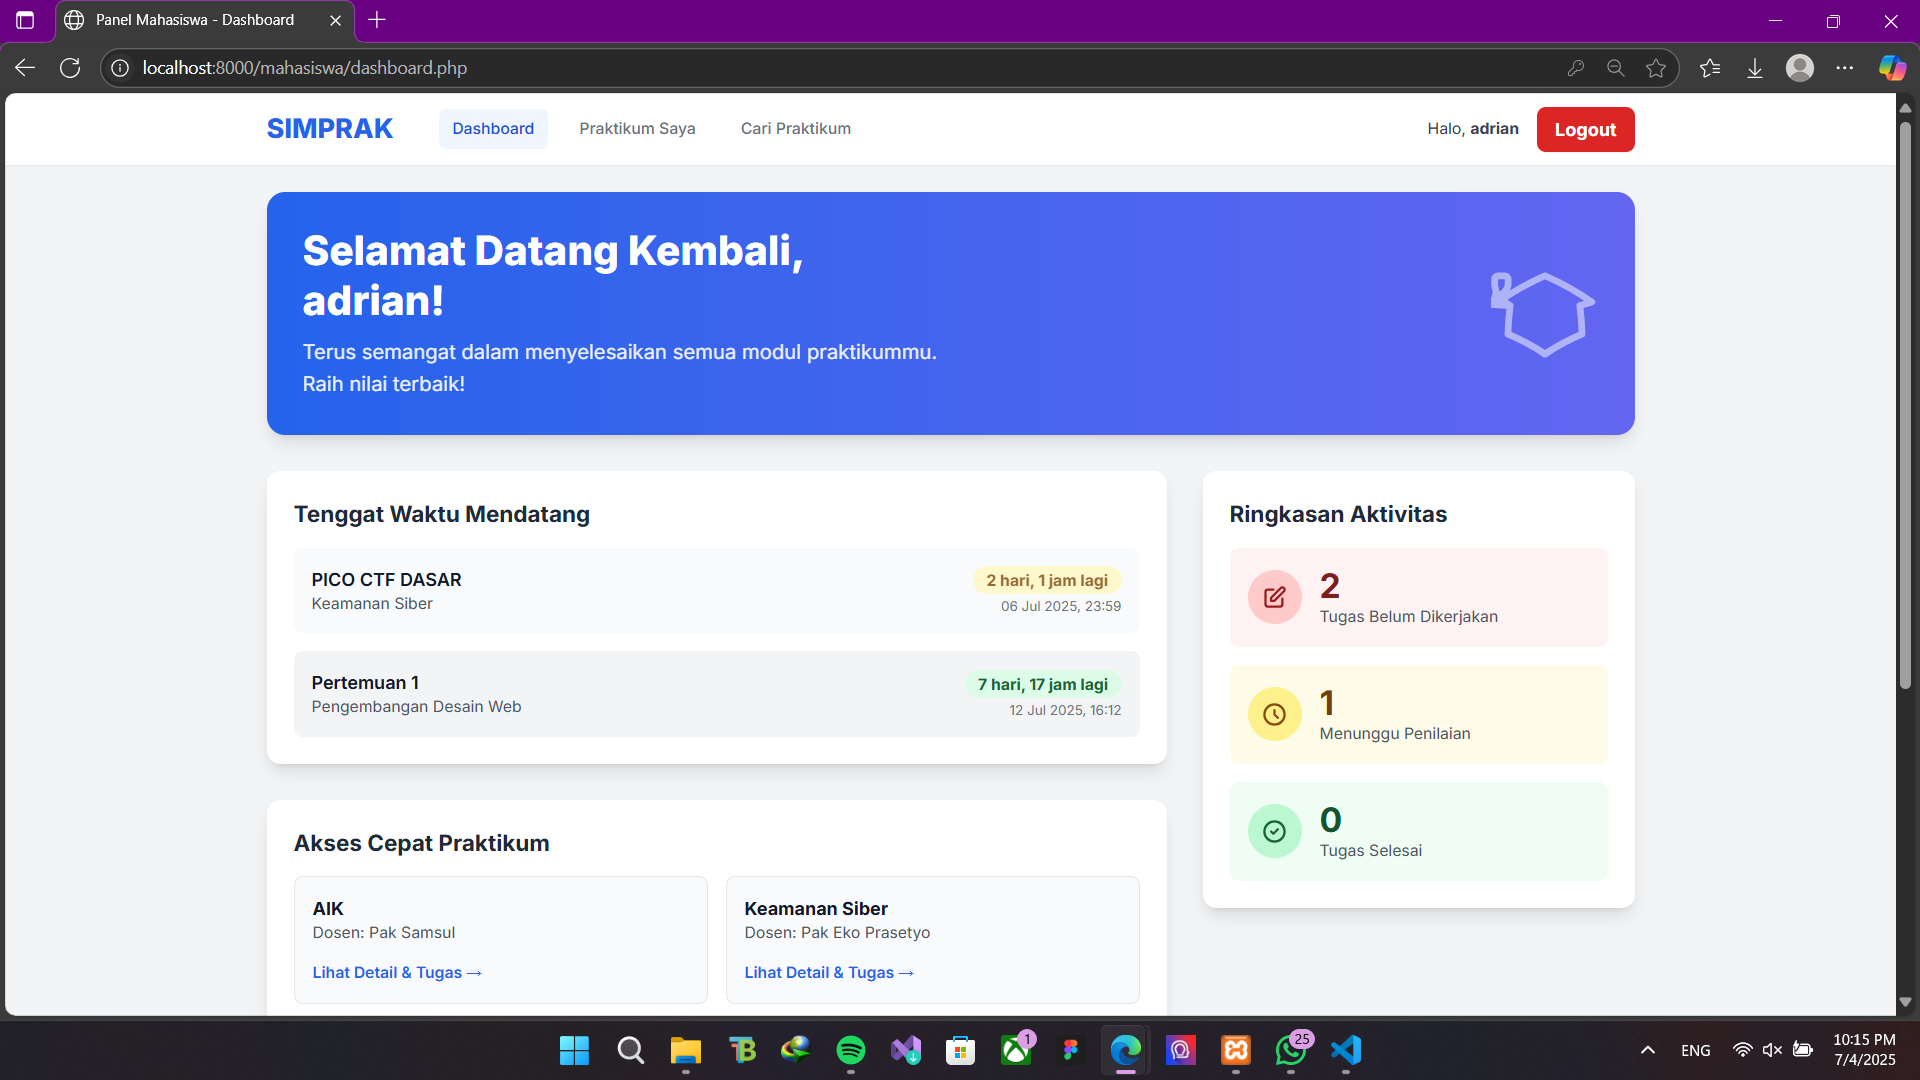 Panel Mahasiswa - Dashboard
localhost:8000/mahasiswa/dashboard.php
SIMPRAK
Dashboard
Praktikum Saya
Cari Praktikum
Halo, adrian
Logout
Selamat Datang Kembali,
adrian!
Terus semangat dalam menyelesaikan semua modul praktikummu.
Raih nilai terbaik!
Tenggat Waktu Mendatang
PICO CTF DASAR
Keamanan Siber
2 hari, 1 jam lagi
06 Jul 2025, 23:59
Pertemuan 1
Pengembangan Desain Web
7 hari, 17 jam lagi
12 Jul 2025, 16:12
Ringkasan Aktivitas
2
Tugas Belum Dikerjakan
1
Menunggu Penilaian
0
Tugas Selesai
Akses Cepat Praktikum
AIK
Dosen: Pak Samsul
Lihat Detail & Tugas →
Keamanan Siber
Dosen: Pak Eko Prasetyo
Lihat Detail & Tugas →
TB
1
25
ENG
10:15 PM
7/4/2025